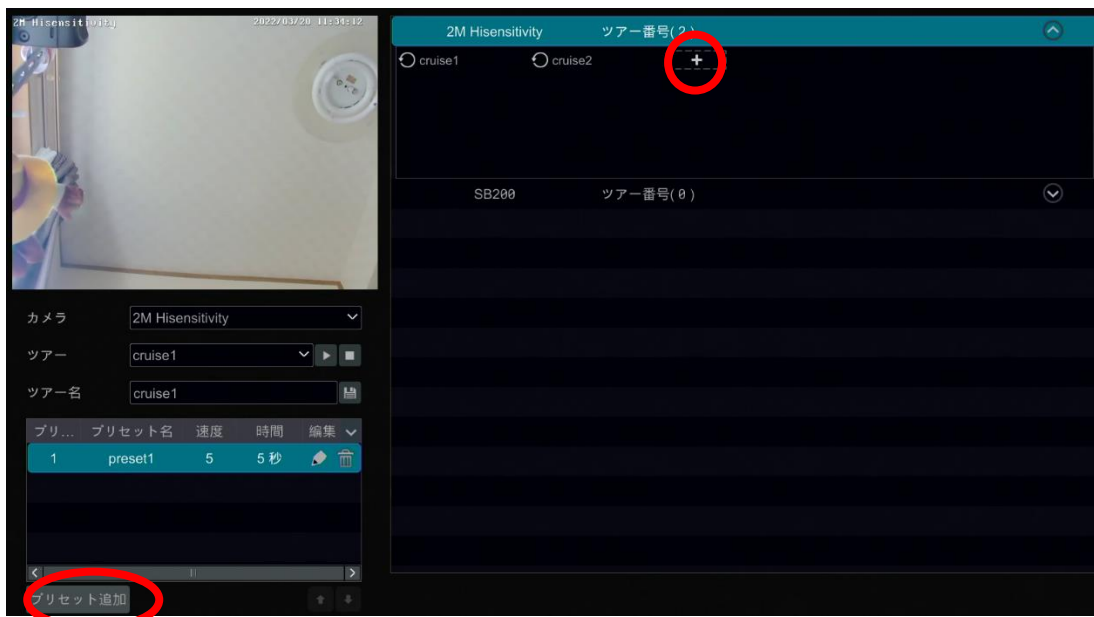 2M Hisensitivity 2022/03/20 11:34:12
2M Hisensitivity ツアー番号( 2 )
cruise1 cruise2
SB200 ツアー番号( 0 )
カメラ 2M Hisensitivity
ツアー cruise1
ツアー名 cruise1
プリ... プリセット名 速度 時間 編集
1 preset1 5 5 秒
プリセット追加